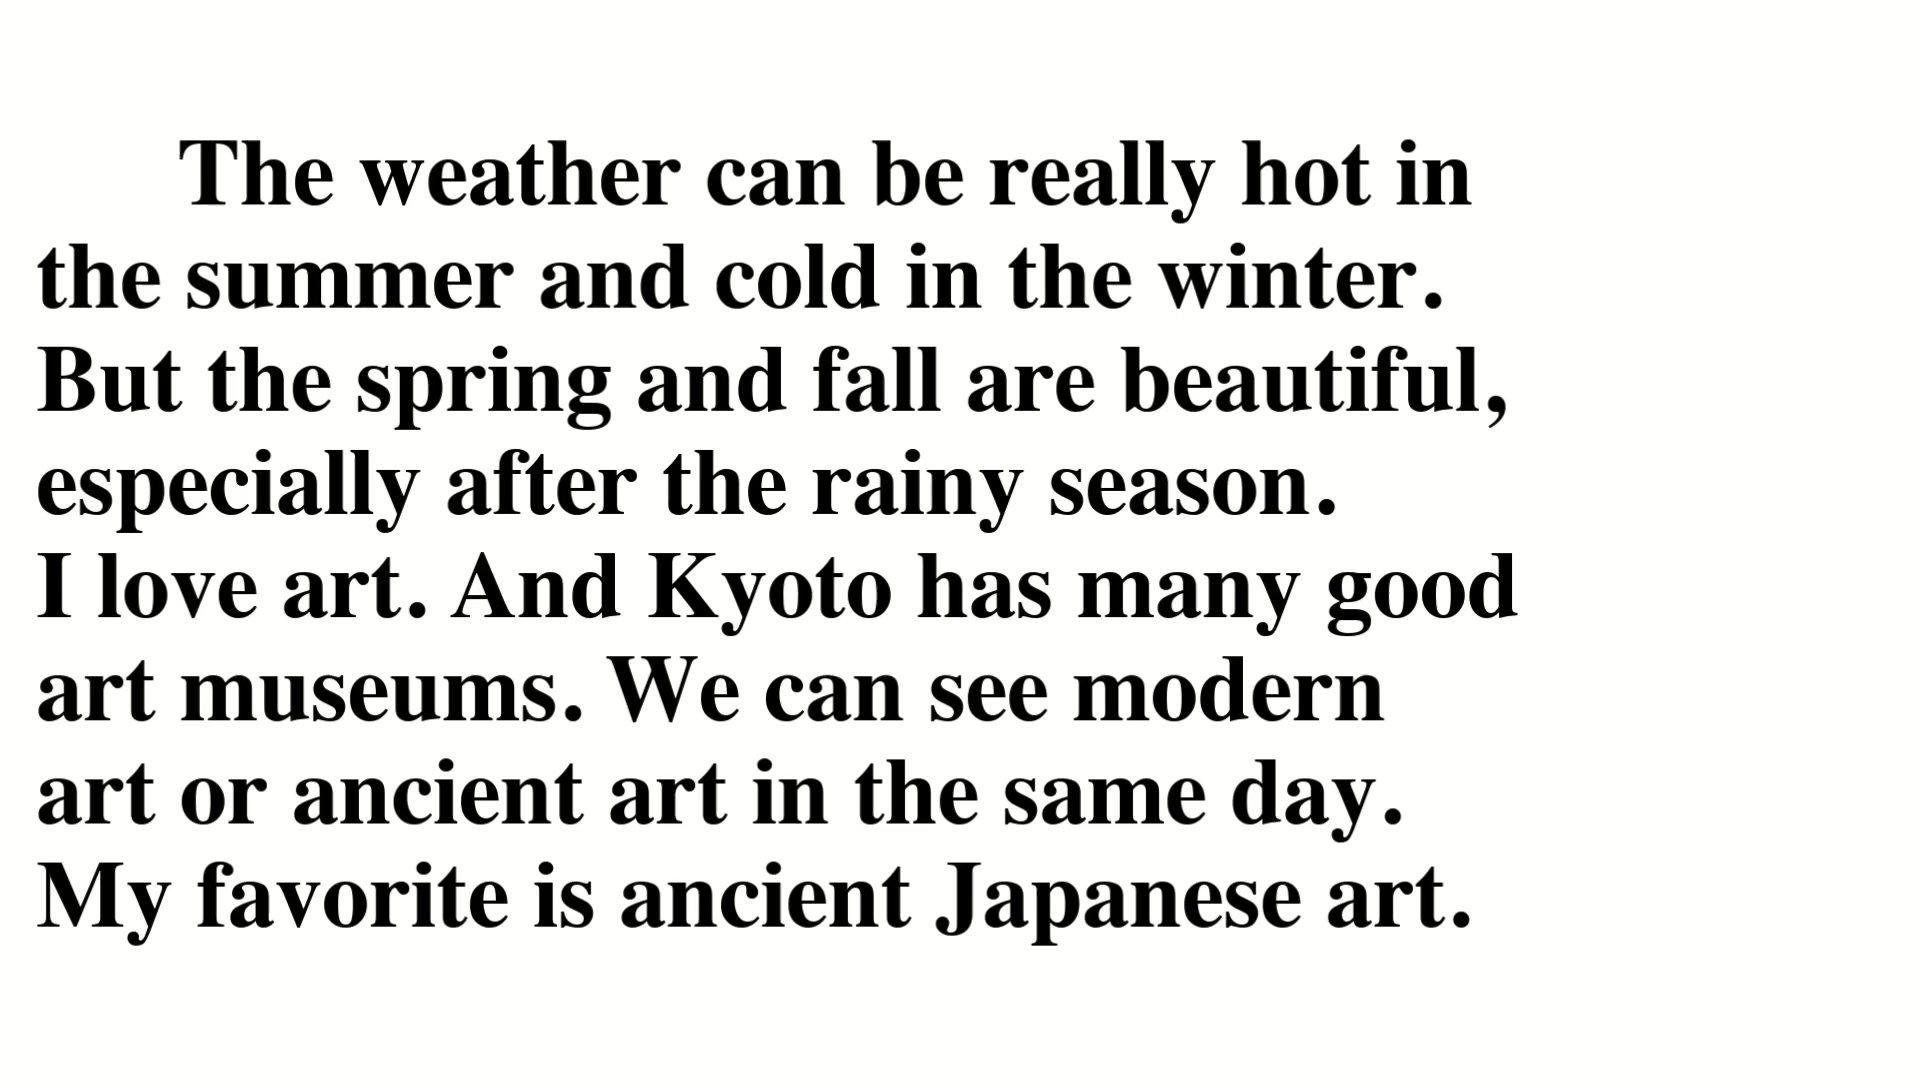 The weather can be really hot in
the summer and cold in the winter.
But the spring and fall are beautiful,
especially after the rainy season.
I love art. And Kyoto has many good
art museums. We can see modern
art or ancient art in the same day.
My favorite is ancient Japanese art.